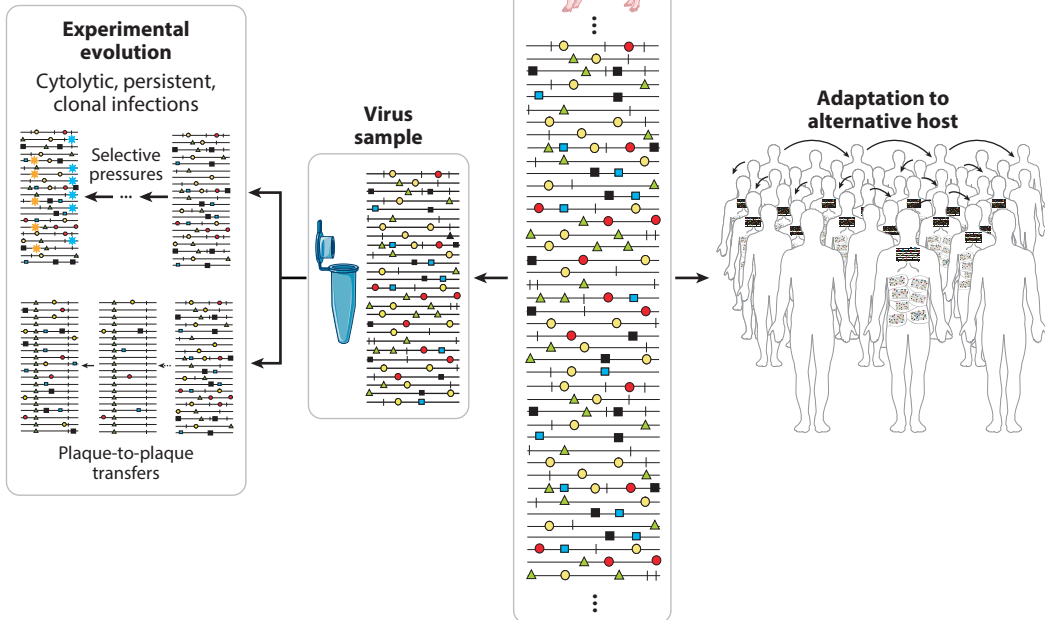 Experimental
evolution
Cytolytic, persistent,
clonal infections
Selective
pressures
...
Plaque-to-plaque
transfers
Virus
sample
Adaptation to
alternative host